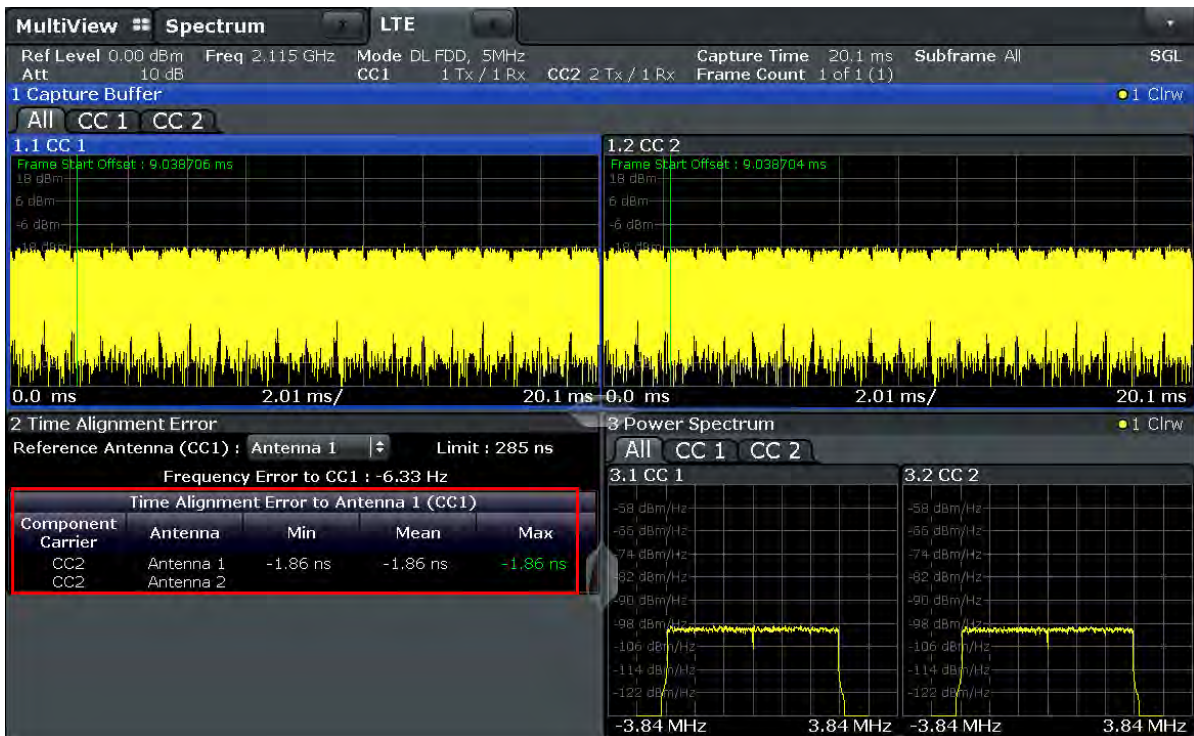 MultiView Spectrum LTE
Ref Level 0.00 dBm Freq 2.115 GHz Mode DL FDD, 5MHz Capture Time 20.1 ms Subframe All SGL
Att 10 dB CC1 1 Tx / 1 Rx CC2 2 Tx / 1 Rx Frame Count 1 of 1 (1)
1 Capture Buffer 1 Clrw
All CC 1 CC 2
1.1 CC 1
Frame Start Offset : 9.038706 ms
18 dBm
6 dBm
-6 dBm
-18 dBm
0.0 ms 2.01 ms/ 20.1 ms
1.2 CC 2
Frame Start Offset : 9.038704 ms
18 dBm
6 dBm
-6 dBm
-18 dBm
0.0 ms 2.01 ms/ 20.1 ms
2 Time Alignment Error
Reference Antenna (CC1) : Antenna 1 Limit : 285 ns
Frequency Error to CC1 : -6.33 Hz
Time Alignment Error to Antenna 1 (CC1)
Component Carrier Antenna Min Mean Max
CC2 Antenna 1 -1.86 ns -1.86 ns -1.86 ns
CC2 Antenna 2
3 Power Spectrum 1 Clrw
All CC 1 CC 2
3.1 CC 1
-58 dBm/Hz
-66 dBm/Hz
-74 dBm/Hz
-82 dBm/Hz
-90 dBm/Hz
-98 dBm/Hz
-106 dBm/Hz
-114 dBm/Hz
-122 dBm/Hz
-3.84 MHz 3.84 MHz
3.2 CC 2
-58 dBm/Hz
-66 dBm/Hz
-74 dBm/Hz
-82 dBm/Hz
-90 dBm/Hz
-98 dBm/Hz
-106 dBm/Hz
-114 dBm/Hz
-122 dBm/Hz
-3.84 MHz 3.84 MHz